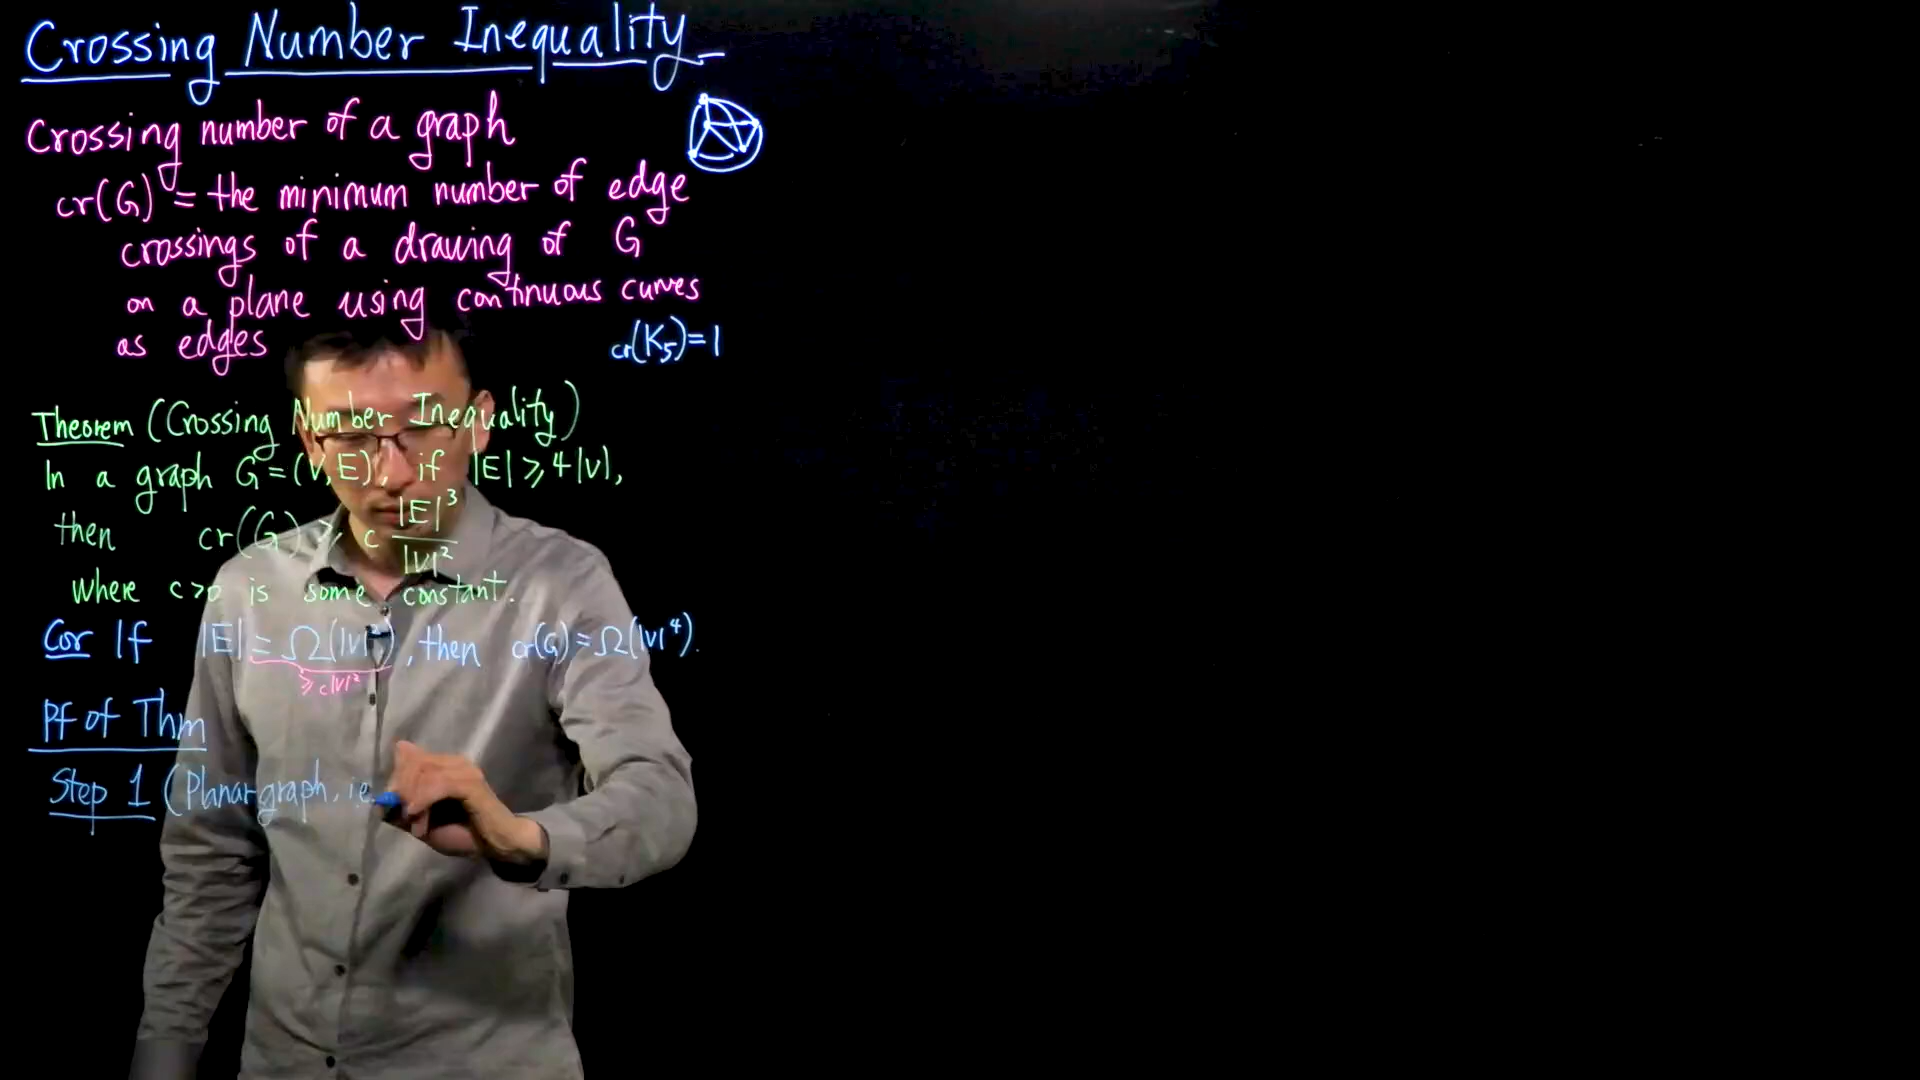 Crossing Number Inequality
Crossing number of a graph
cr(G) = the minimum number of edge
crossings of a drawing of G
on a plane using continuous curves
as edges
cr(K₅)=1
Theorem (Crossing Number Inequality)
In a graph G=(V,E), if |E| ⩾ 4|V|,
then cr(G) ⩾ c |E|³/|V|²
where c>0 is some constant.
Cor If |E| = Ω(|V|²), then cr(G)=Ω(|V|⁴).
⩾ c|V|²
Pf of Thm
Step 1 (Planar graph, i.e.